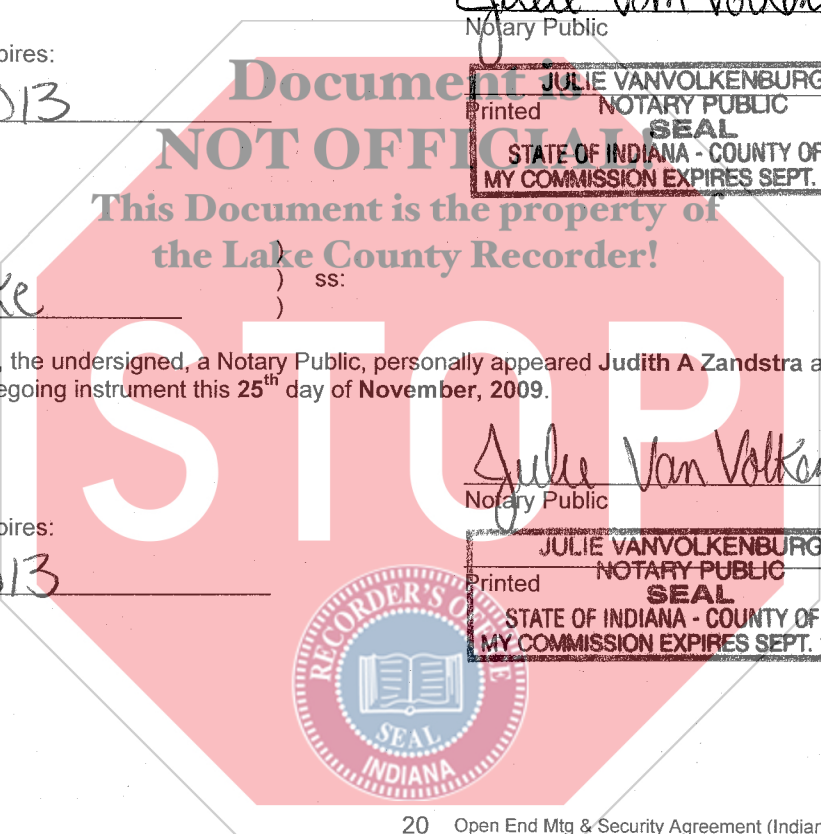 Notary Public
pires:
Document is
JULIE VANVOLKENBURG
013
Printed
NOTARY PUBLIC
NOT OFFICIAL
SEAL
STATE OF INDIANA - COUNTY OF
MY COMMISSION EXPIRES SEPT.
This Document is the property of
the Lake County Recorder!
)
) ss:
)
ke
STOP
, the undersigned, a Notary Public, personally appeared Judith A Zandstra a
egoing instrument this 25th day of November, 2009.
Julie Van Volken
Notary Public
pires:
JULIE VANVOLKENBURG
013
Printed
NOTARY PUBLIC
SEAL
STATE OF INDIANA - COUNTY OF
MY COMMISSION EXPIRES SEPT.
RECORDER'S OFFICE
SEAL
INDIANA
20 Open End Mtg & Security Agreement (Indian